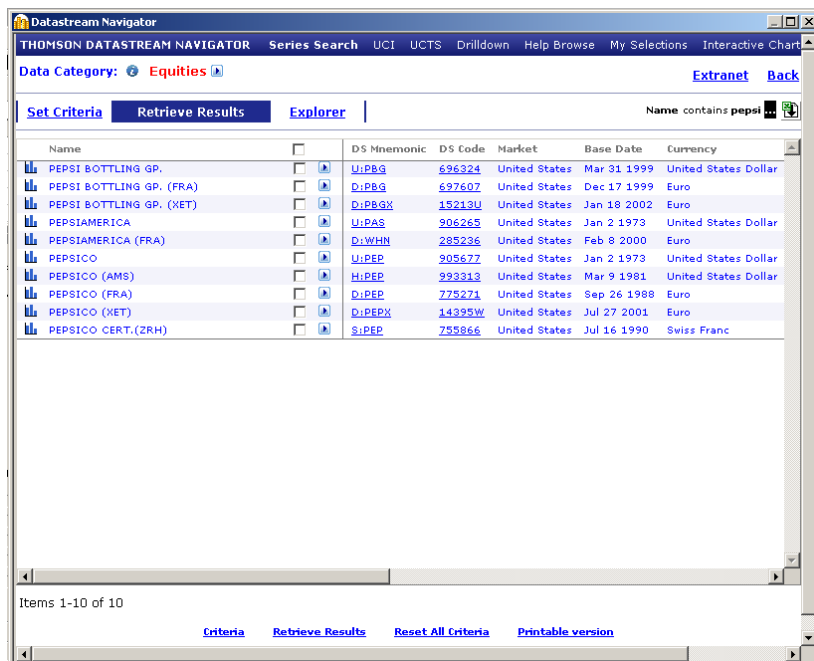 Datastream Navigator
THOMSON DATASTREAM NAVIGATOR Series Search UCI UCTS Drilldown Help Browse My Selections Interactive Chart
Data Category: Equities
Extranet Back
Set Criteria Retrieve Results Explorer Name contains pepsi ...
Name DS Mnemonic DS Code Market Base Date Currency
PEPSI BOTTLING GP. U:PBG 696324 United States Mar 31 1999 United States Dollar
PEPSI BOTTLING GP. (FRA) D:PBG 697607 United States Dec 17 1999 Euro
PEPSI BOTTLING GP. (XET) D:PBGX 15213U United States Jan 18 2002 Euro
PEPSIAMERICA U:PAS 906265 United States Jan 2 1973 United States Dollar
PEPSIAMERICA (FRA) D:WHN 285236 United States Feb 8 2000 Euro
PEPSICO U:PEP 905677 United States Jan 2 1973 United States Dollar
PEPSICO (AMS) H:PEP 993313 United States Mar 9 1981 United States Dollar
PEPSICO (FRA) D:PEP 775271 United States Sep 26 1988 Euro
PEPSICO (XET) D:PEPX 14395W United States Jul 27 2001 Euro
PEPSICO CERT.(ZRH) S:PEP 755866 United States Jul 16 1990 Swiss Franc
Items 1-10 of 10
Criteria Retrieve Results Reset All Criteria Printable version